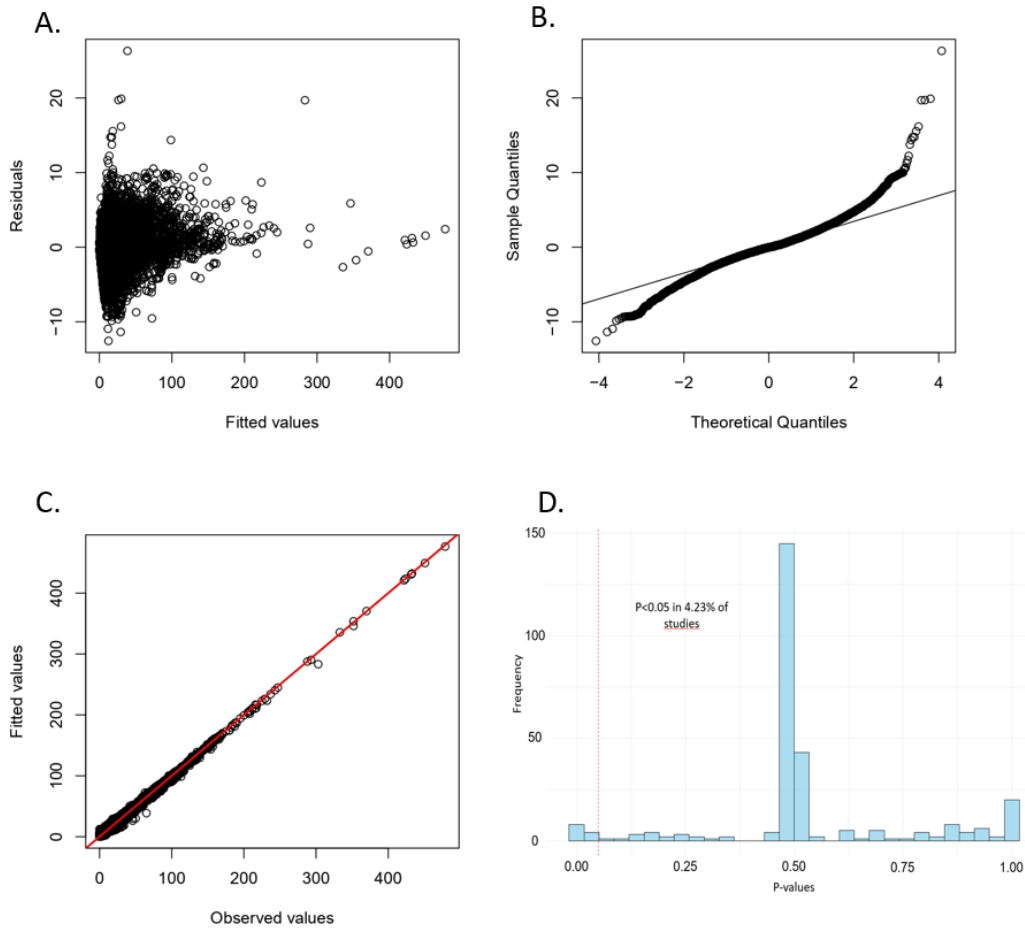 A.
Residuals
20
10
0
−10
0
100
200
300
400
Fitted values
B.
Sample Quantiles
20
10
0
−10
−4
−2
0
2
4
Theoretical Quantiles
C.
Fitted values
400
300
200
100
0
0
100
200
300
400
Observed values
D.
Frequency
150
100
50
0
P<0.05 in 4.23% of
studies
0.00
0.25
0.50
0.75
1.00
P-values